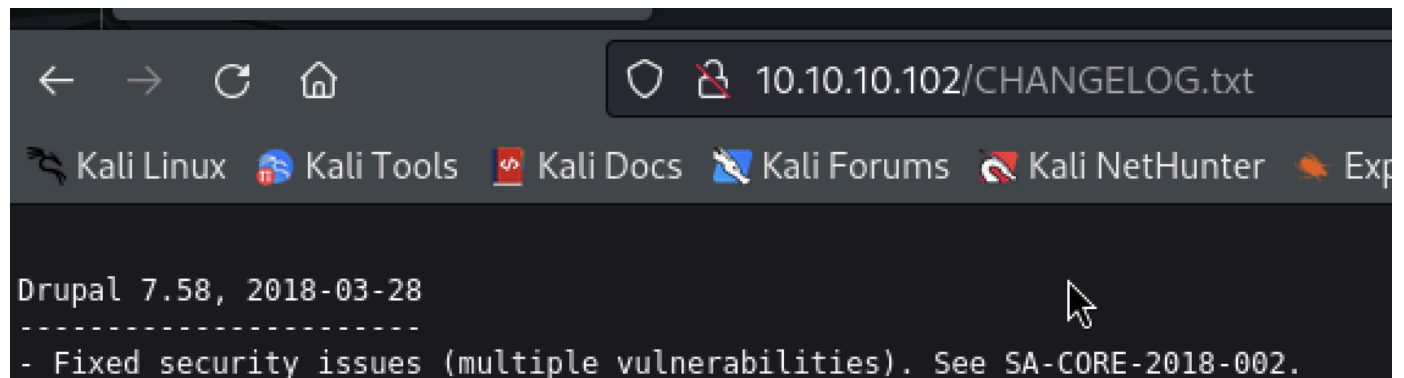 10.10.10.102/CHANGELOG.txt
Kali Linux Kali Tools Kali Docs Kali Forums Kali NetHunter Exp
Drupal 7.58, 2018-03-28
-----------------------
- Fixed security issues (multiple vulnerabilities). See SA-CORE-2018-002.